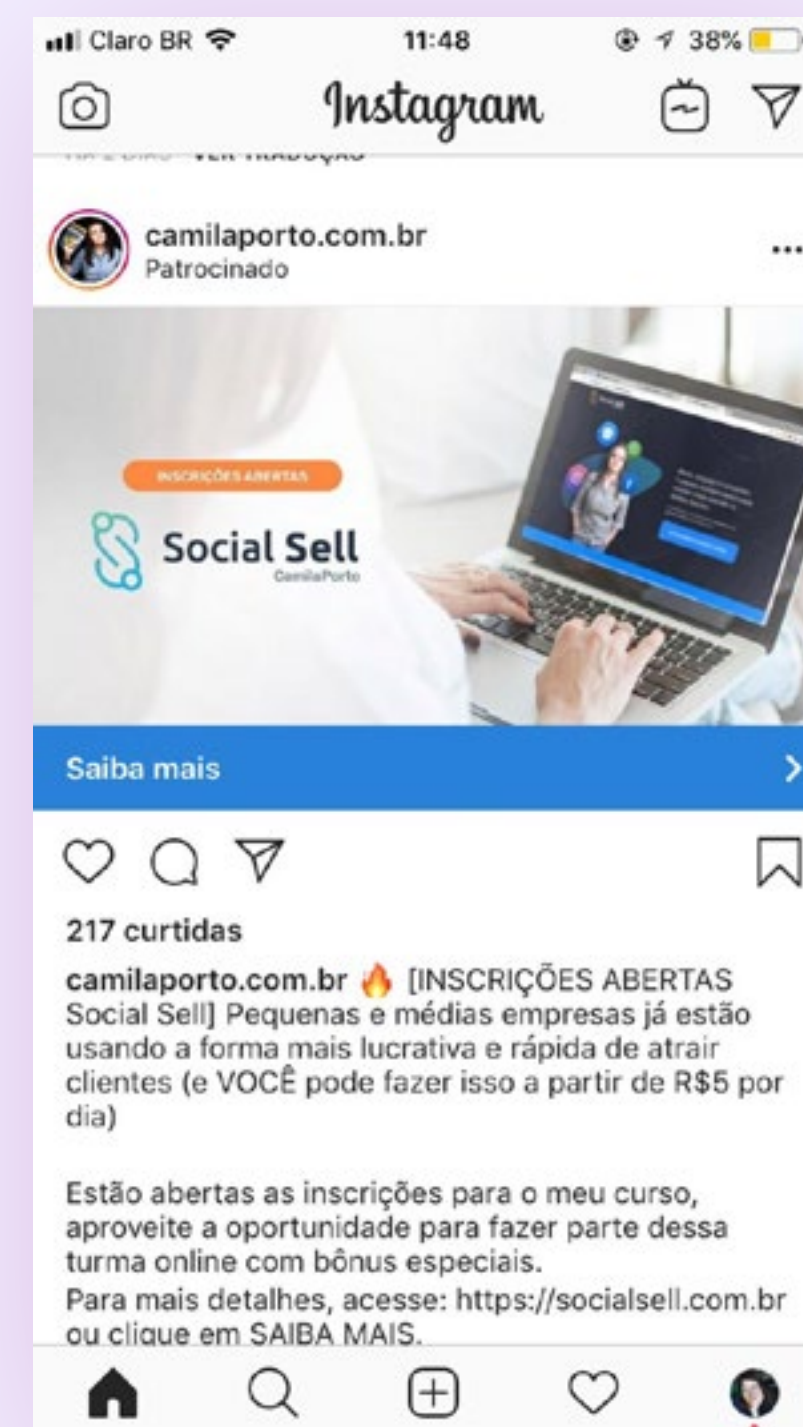 Claro BR
11:48
38%
Instagram
VER TRADUÇÃO
camilaporto.com.br
Patrocinado
INSCRIÇÕES ABERTAS
Social Sell
CamilaPorto
Saiba mais
217 curtidas
camilaporto.com.br 🔥 [INSCRIÇÕES ABERTAS
Social Sell] Pequenas e médias empresas já estão
usando a forma mais lucrativa e rápida de atrair
clientes (e VOCÊ pode fazer isso a partir de R$5 por
dia)
Estão abertas as inscrições para o meu curso,
aproveite a oportunidade para fazer parte dessa
turma online com bônus especiais.
Para mais detalhes, acesse: https://socialsell.com.br
ou clique em SAIBA MAIS.